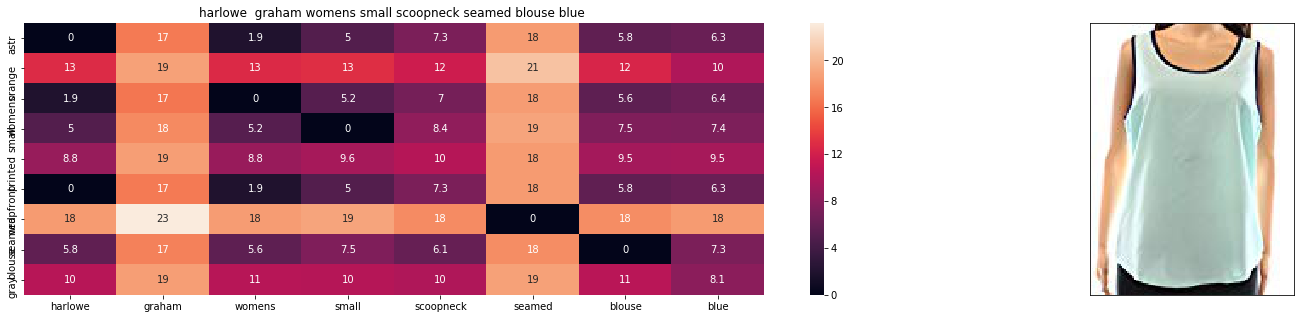 harlowe  graham womens small scoopneck seamed blouse blue
astr 0 17 1.9 5 7.3 18 5.8 6.3
orange 13 19 13 13 12 21 12 10
womens 1.9 17 0 5.2 7 18 5.6 6.4
small 5 18 5.2 0 8.4 19 7.5 7.4
printed 8.8 19 8.8 9.6 10 18 9.5 9.5
0 17 1.9 5 7.3 18 5.8 6.3
seamed 18 23 18 19 18 0 18 18
blouse 5.8 17 5.6 7.5 6.1 18 0 7.3
gray 10 19 11 10 10 19 11 8.1
harlowe graham womens small scoopneck seamed blouse blue
20
16
12
8
4
0